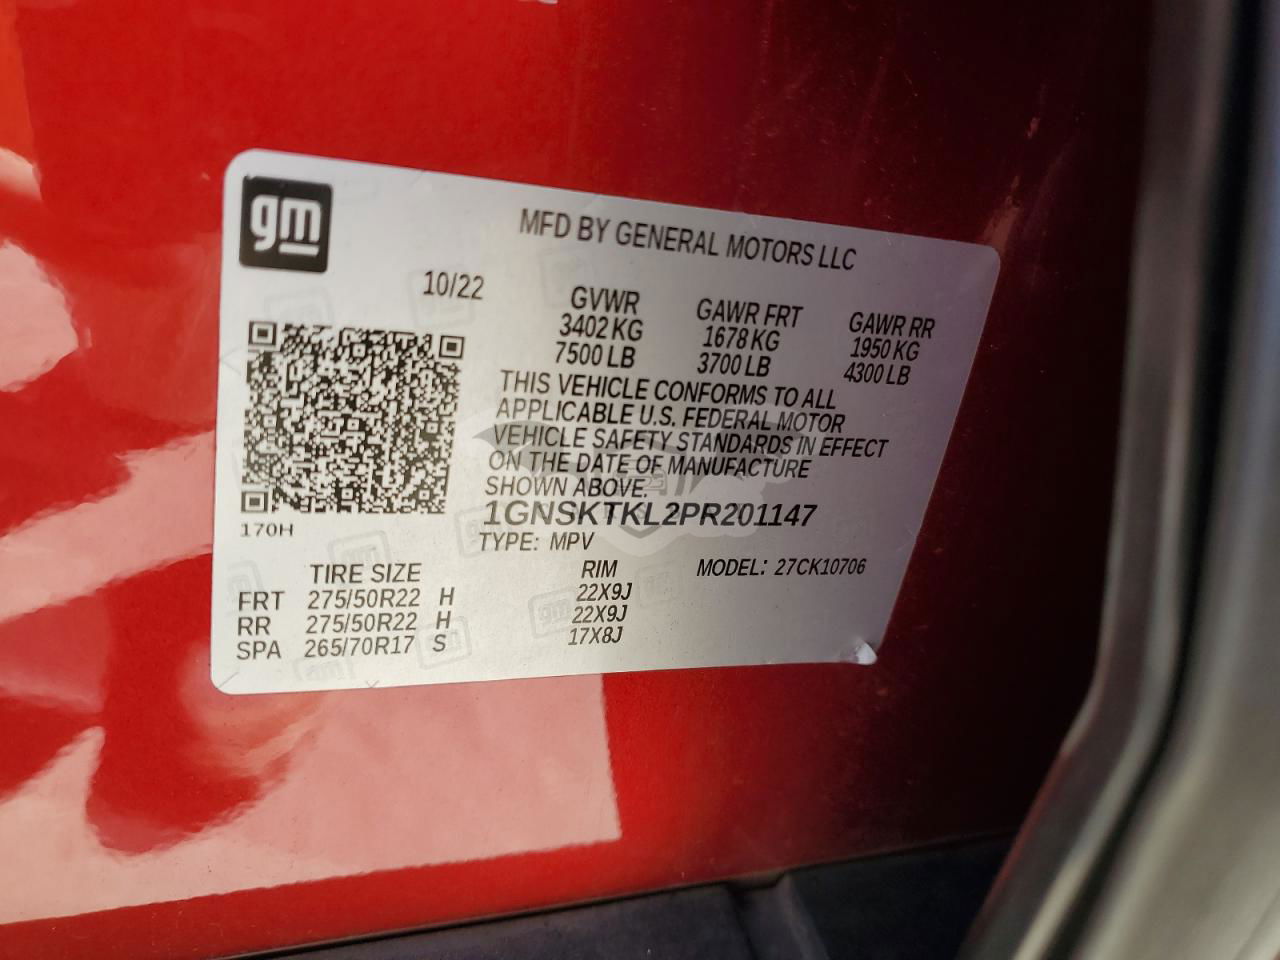 gm
MFD BY GENERAL MOTORS LLC
10/22
GVWR GAWR FRT GAWR RR
3402 KG 1678 KG 1950 KG
7500 LB 3700 LB 4300 LB
THIS VEHICLE CONFORMS TO ALL
APPLICABLE U.S. FEDERAL MOTOR
VEHICLE SAFETY STANDARDS IN EFFECT
ON THE DATE OF MANUFACTURE
SHOWN ABOVE.
1GNSKTKL2PR201147
170H
TYPE: MPV
TIRE SIZE RIM MODEL: 27CK10706
FRT 275/50R22 H 22X9J
RR 275/50R22 H 22X9J
SPA 265/70R17 S 17X8J